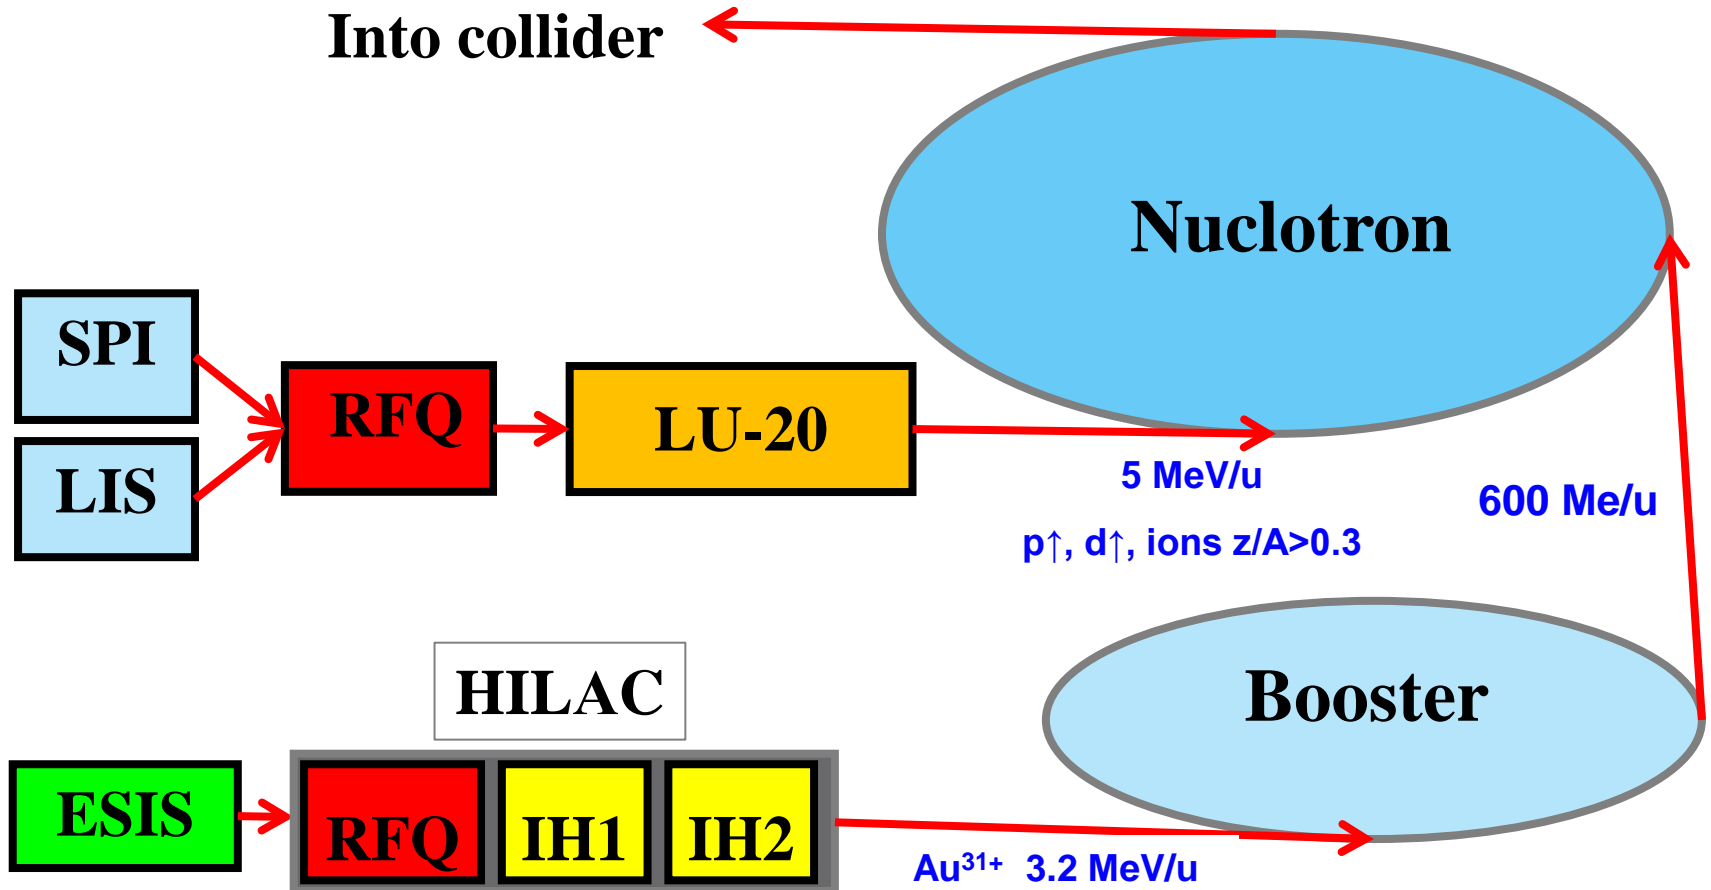 Into collider
Nuclotron
SPI
LIS
RFQ
LU-20
5 MeV/u
p↑, d↑, ions z/A>0.3
600 Me/u
HILAC
Booster
ESIS
RFQ
IH1
IH2
Au³¹⁺ 3.2 MeV/u